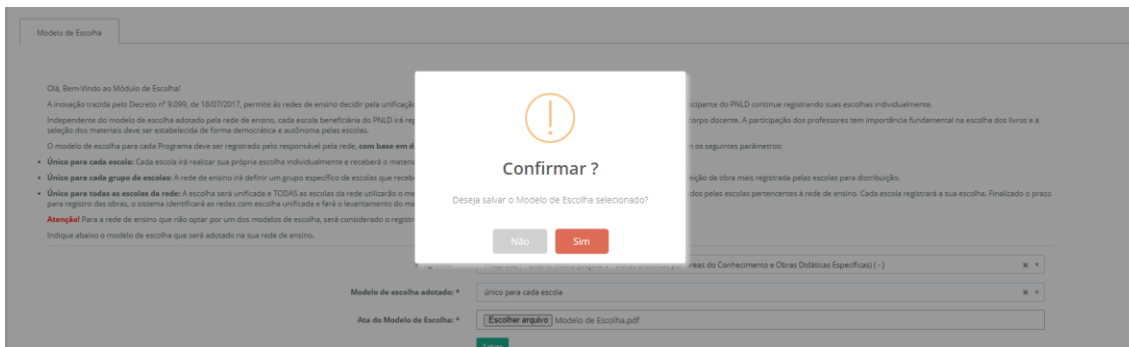 Modelo de Escolha
Olá, Bem-Vindo ao Módulo de Escolha!
A inovação trazida pelo Decreto nº 9.099, de 18/07/2017, permite às redes de ensino decidir pela unificação
cipante do PNLD continue registrando suas escolhas individualmente.
Independente do modelo de escolha adotado pela rede de ensino, cada escola beneficiária do PNLD irá
corpo docente. A participação dos professores tem importância fundamental na escolha dos livros e a
seleção dos materiais deve ser estabelecida de forma democrática e autônoma pelas escolas.
O modelo de escolha para cada Programa deve ser registrado pelo responsável pela rede, com base em
os seguintes parâmetros:
• Único para cada escola: Cada escola irá realizar sua própria escolha individualmente e receberá o
• Único para cada grupo de escolas: A rede de ensino irá definir um grupo específico de escolas que
eição da obra mais registrada pelas escolas para distribuição.
• Único para todas as escolas da rede: A escolha será unificada e TODAS as escolas da rede utilizarão o
dos pelas escolas pertencentes à rede de ensino. Cada escola registrará a sua escolha. Finalizado o prazo
para registro das obras, o sistema identificará as redes com escolha unificada e fará o levantamento do
Atenção! Para a rede de ensino que não optar por um dos modelos de escolha, será considerado o
Indique abaixo o modelo de escolha que será adotado na sua rede de ensino.
Confirmar ?
Deseja salvar o Modelo de Escolha selecionado?
Não Sim
reas do Conhecimento e Obras Didáticas Específicas) ( - )
Modelo de escolha adotado: * único para cada escola
Ata do Modelo de Escolha: * Escolher arquivo Modelo de Escolha.pdf